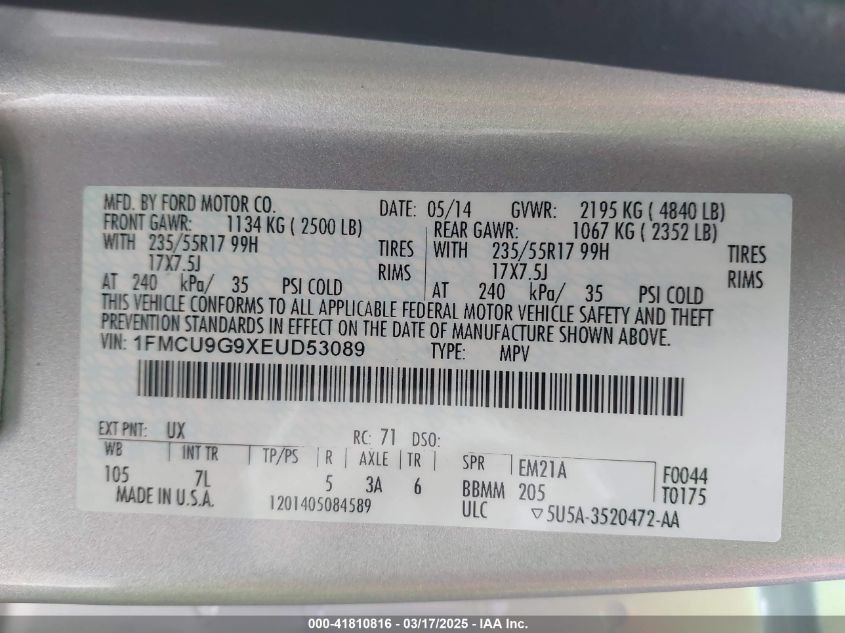 MFD. BY FORD MOTOR CO. DATE: 05/14 GVWR: 2195 KG ( 4840 LB)
FRONT GAWR: 1134 KG ( 2500 LB) REAR GAWR: 1067 KG ( 2352 LB)
WITH 235/55R17 99H TIRES WITH 235/55R17 99H TIRES
17X7.5J RIMS 17X7.5J RIMS
AT 240 kPa/ 35 PSI COLD AT 240 kPa/ 35 PSI COLD
THIS VEHICLE CONFORMS TO ALL APPLICABLE FEDERAL MOTOR VEHICLE SAFETY AND THEFT
PREVENTION STANDARDS IN EFFECT ON THE DATE OF MANUFACTURE SHOWN ABOVE.
VIN: 1FMCU9G9XEUD53089 TYPE: MPV
EXT PNT: UX RC: 71 DSO:
WB INT TR TP/PS R AXLE TR SPR EM21A F0044
105 7L 5 3A 6 BBMM 205 T0175
MADE IN U.S.A. 1201405084589 ULC ▽5U5A-3520472-AA
000-41810816 - 03/17/2025 - IAA Inc.